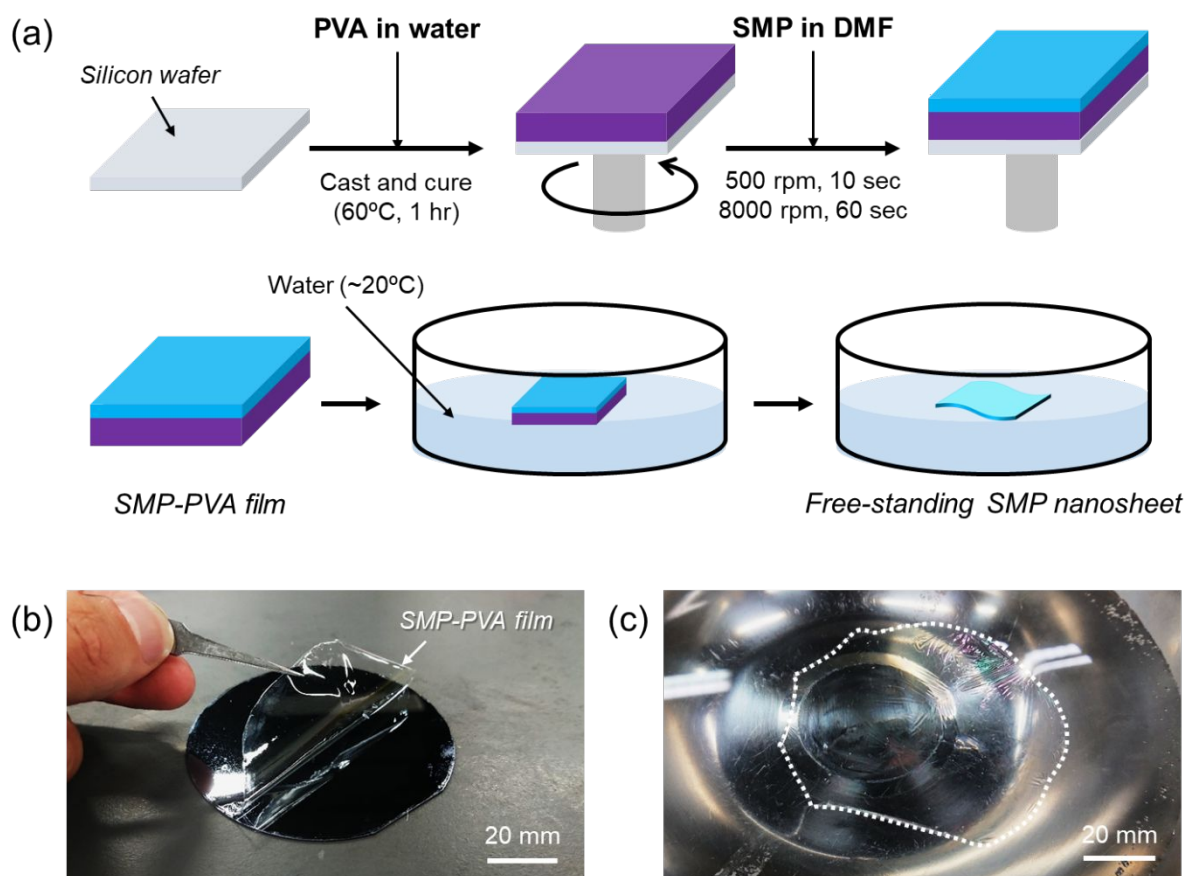 (a)
PVA in water
SMP in DMF
Silicon wafer
Cast and cure
(60ºC, 1 hr)
500 rpm, 10 sec
8000 rpm, 60 sec
Water (~20ºC)
SMP-PVA film
Free-standing SMP nanosheet
(b)
SMP-PVA film
20 mm
(c)
20 mm